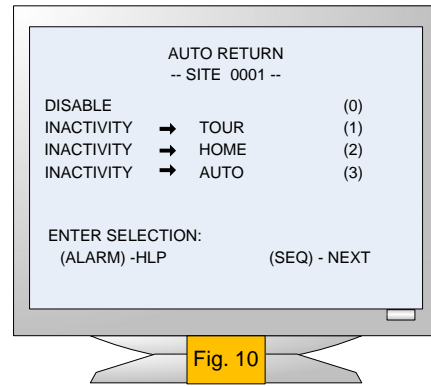 AUTO RETURN
-- SITE 0001 --
DISABLE (0)
INACTIVITY → TOUR (1)
INACTIVITY → HOME (2)
INACTIVITY → AUTO (3)
ENTER SELECTION:
(ALARM) -HLP (SEQ) - NEXT
Fig. 10